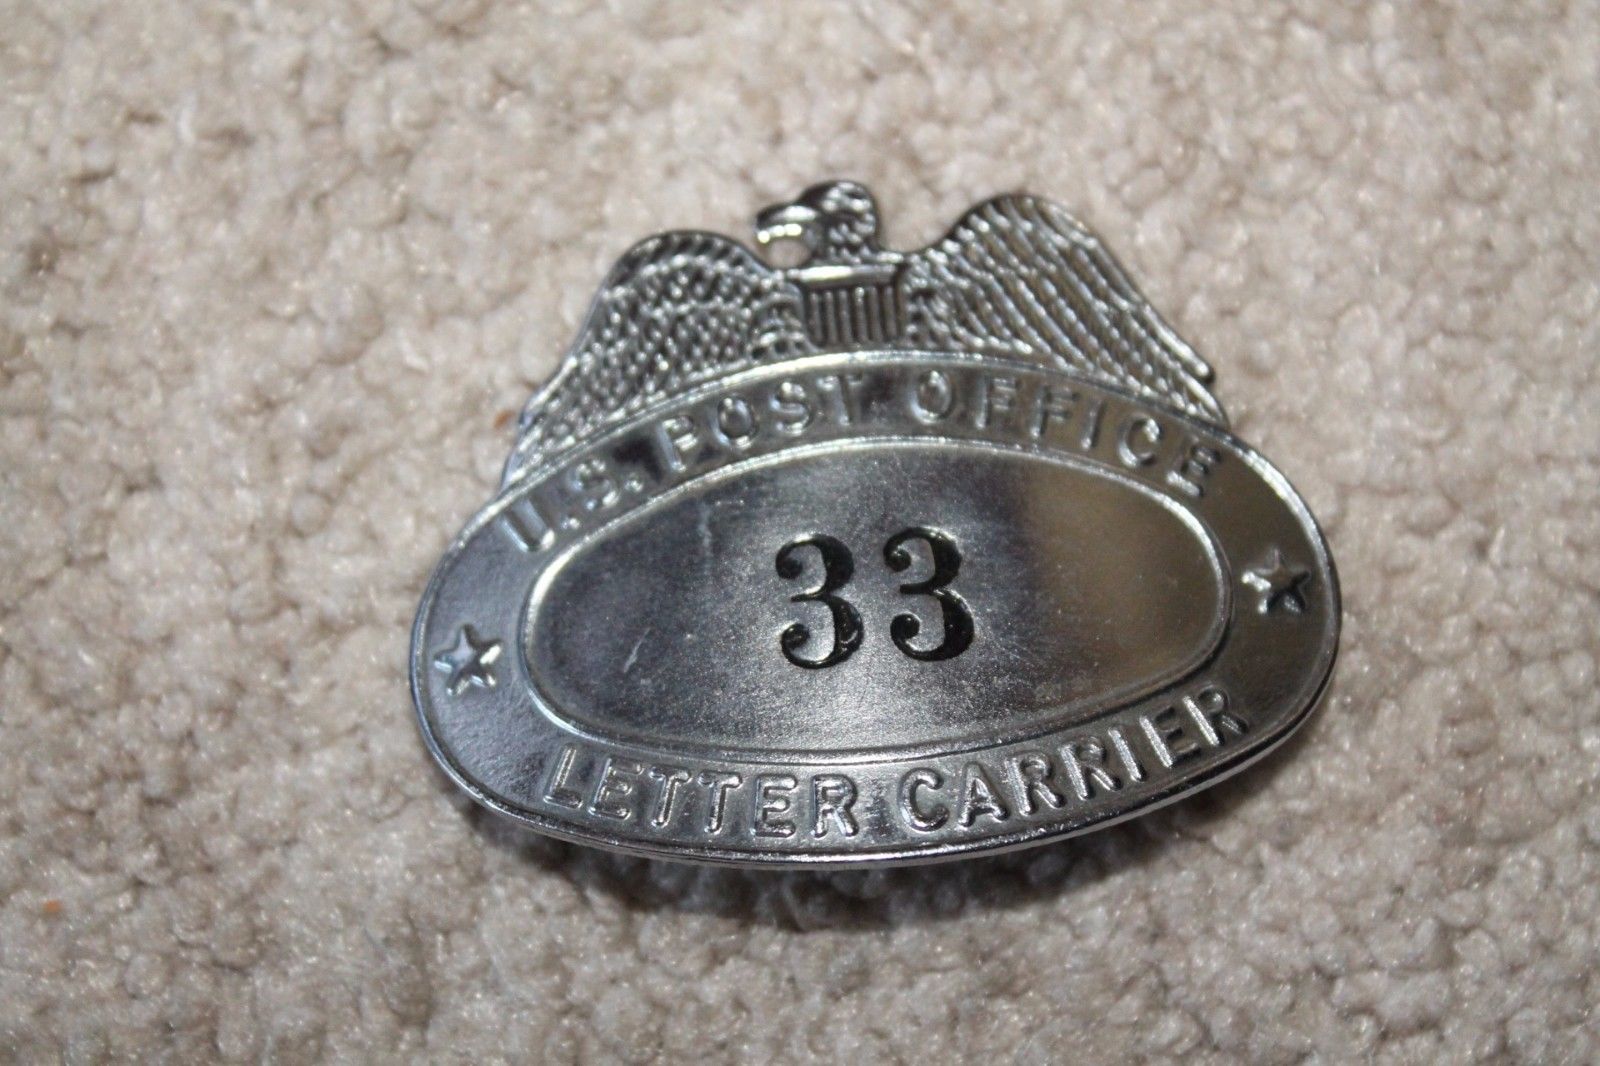 U.S. POST OFFICE
33
LETTER CARRIER